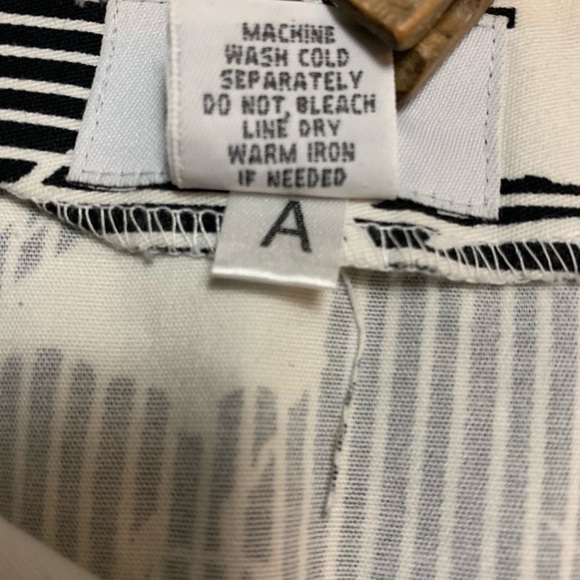 MACHINE
WASH COLD
SEPARATELY
DO NOT, BLEACH
LINE DRY
WARM IRON
IF NEEDED
A